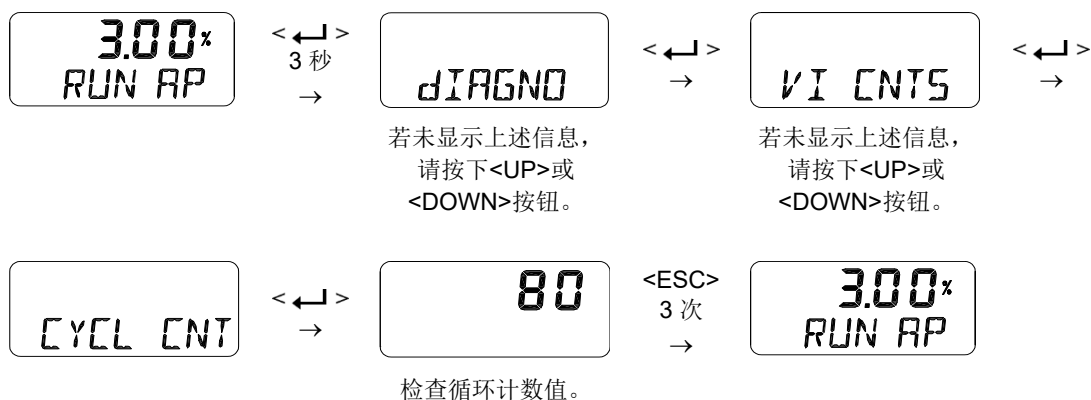 3.00%
RUN AP
< ↵ >
3 秒
→
dIAGNO
若未显示上述信息，
请按下<UP>或
<DOWN>按钮。
< ↵ >
→
VI CNTS
若未显示上述信息，
请按下<UP>或
<DOWN>按钮。
< ↵ >
→
CYCL CNT
< ↵ >
→
80
检查循环计数值。
<ESC>
3 次
→
3.00%
RUN AP